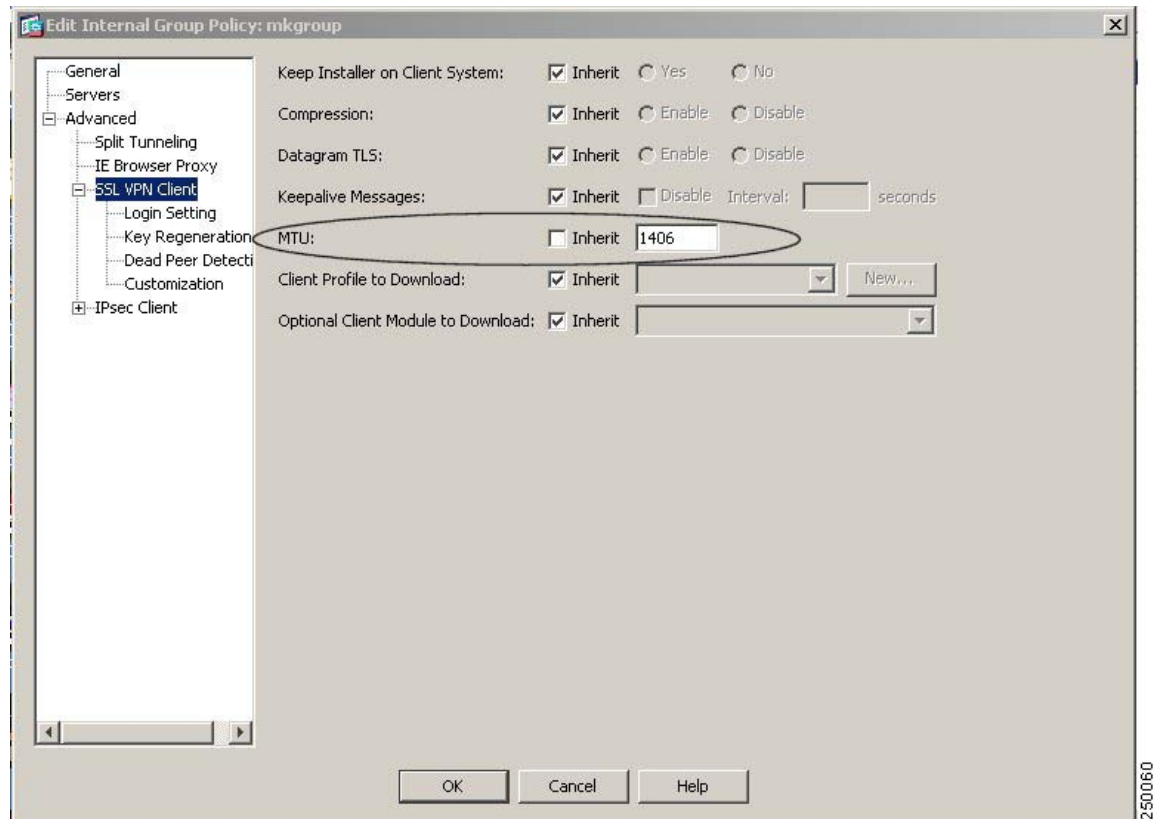 Edit Internal Group Policy: mkgroup
General
Servers
Advanced
Split Tunneling
IE Browser Proxy
SSL VPN Client
Login Setting
Key Regeneration
Dead Peer Detecti
Customization
IPsec Client
Keep Installer on Client System: Inherit Yes No
Compression: Inherit Enable Disable
Datagram TLS: Inherit Enable Disable
Keepalive Messages: Inherit Disable Interval: seconds
MTU: Inherit 1406
Client Profile to Download: Inherit New...
Optional Client Module to Download: Inherit
OK Cancel Help
250060